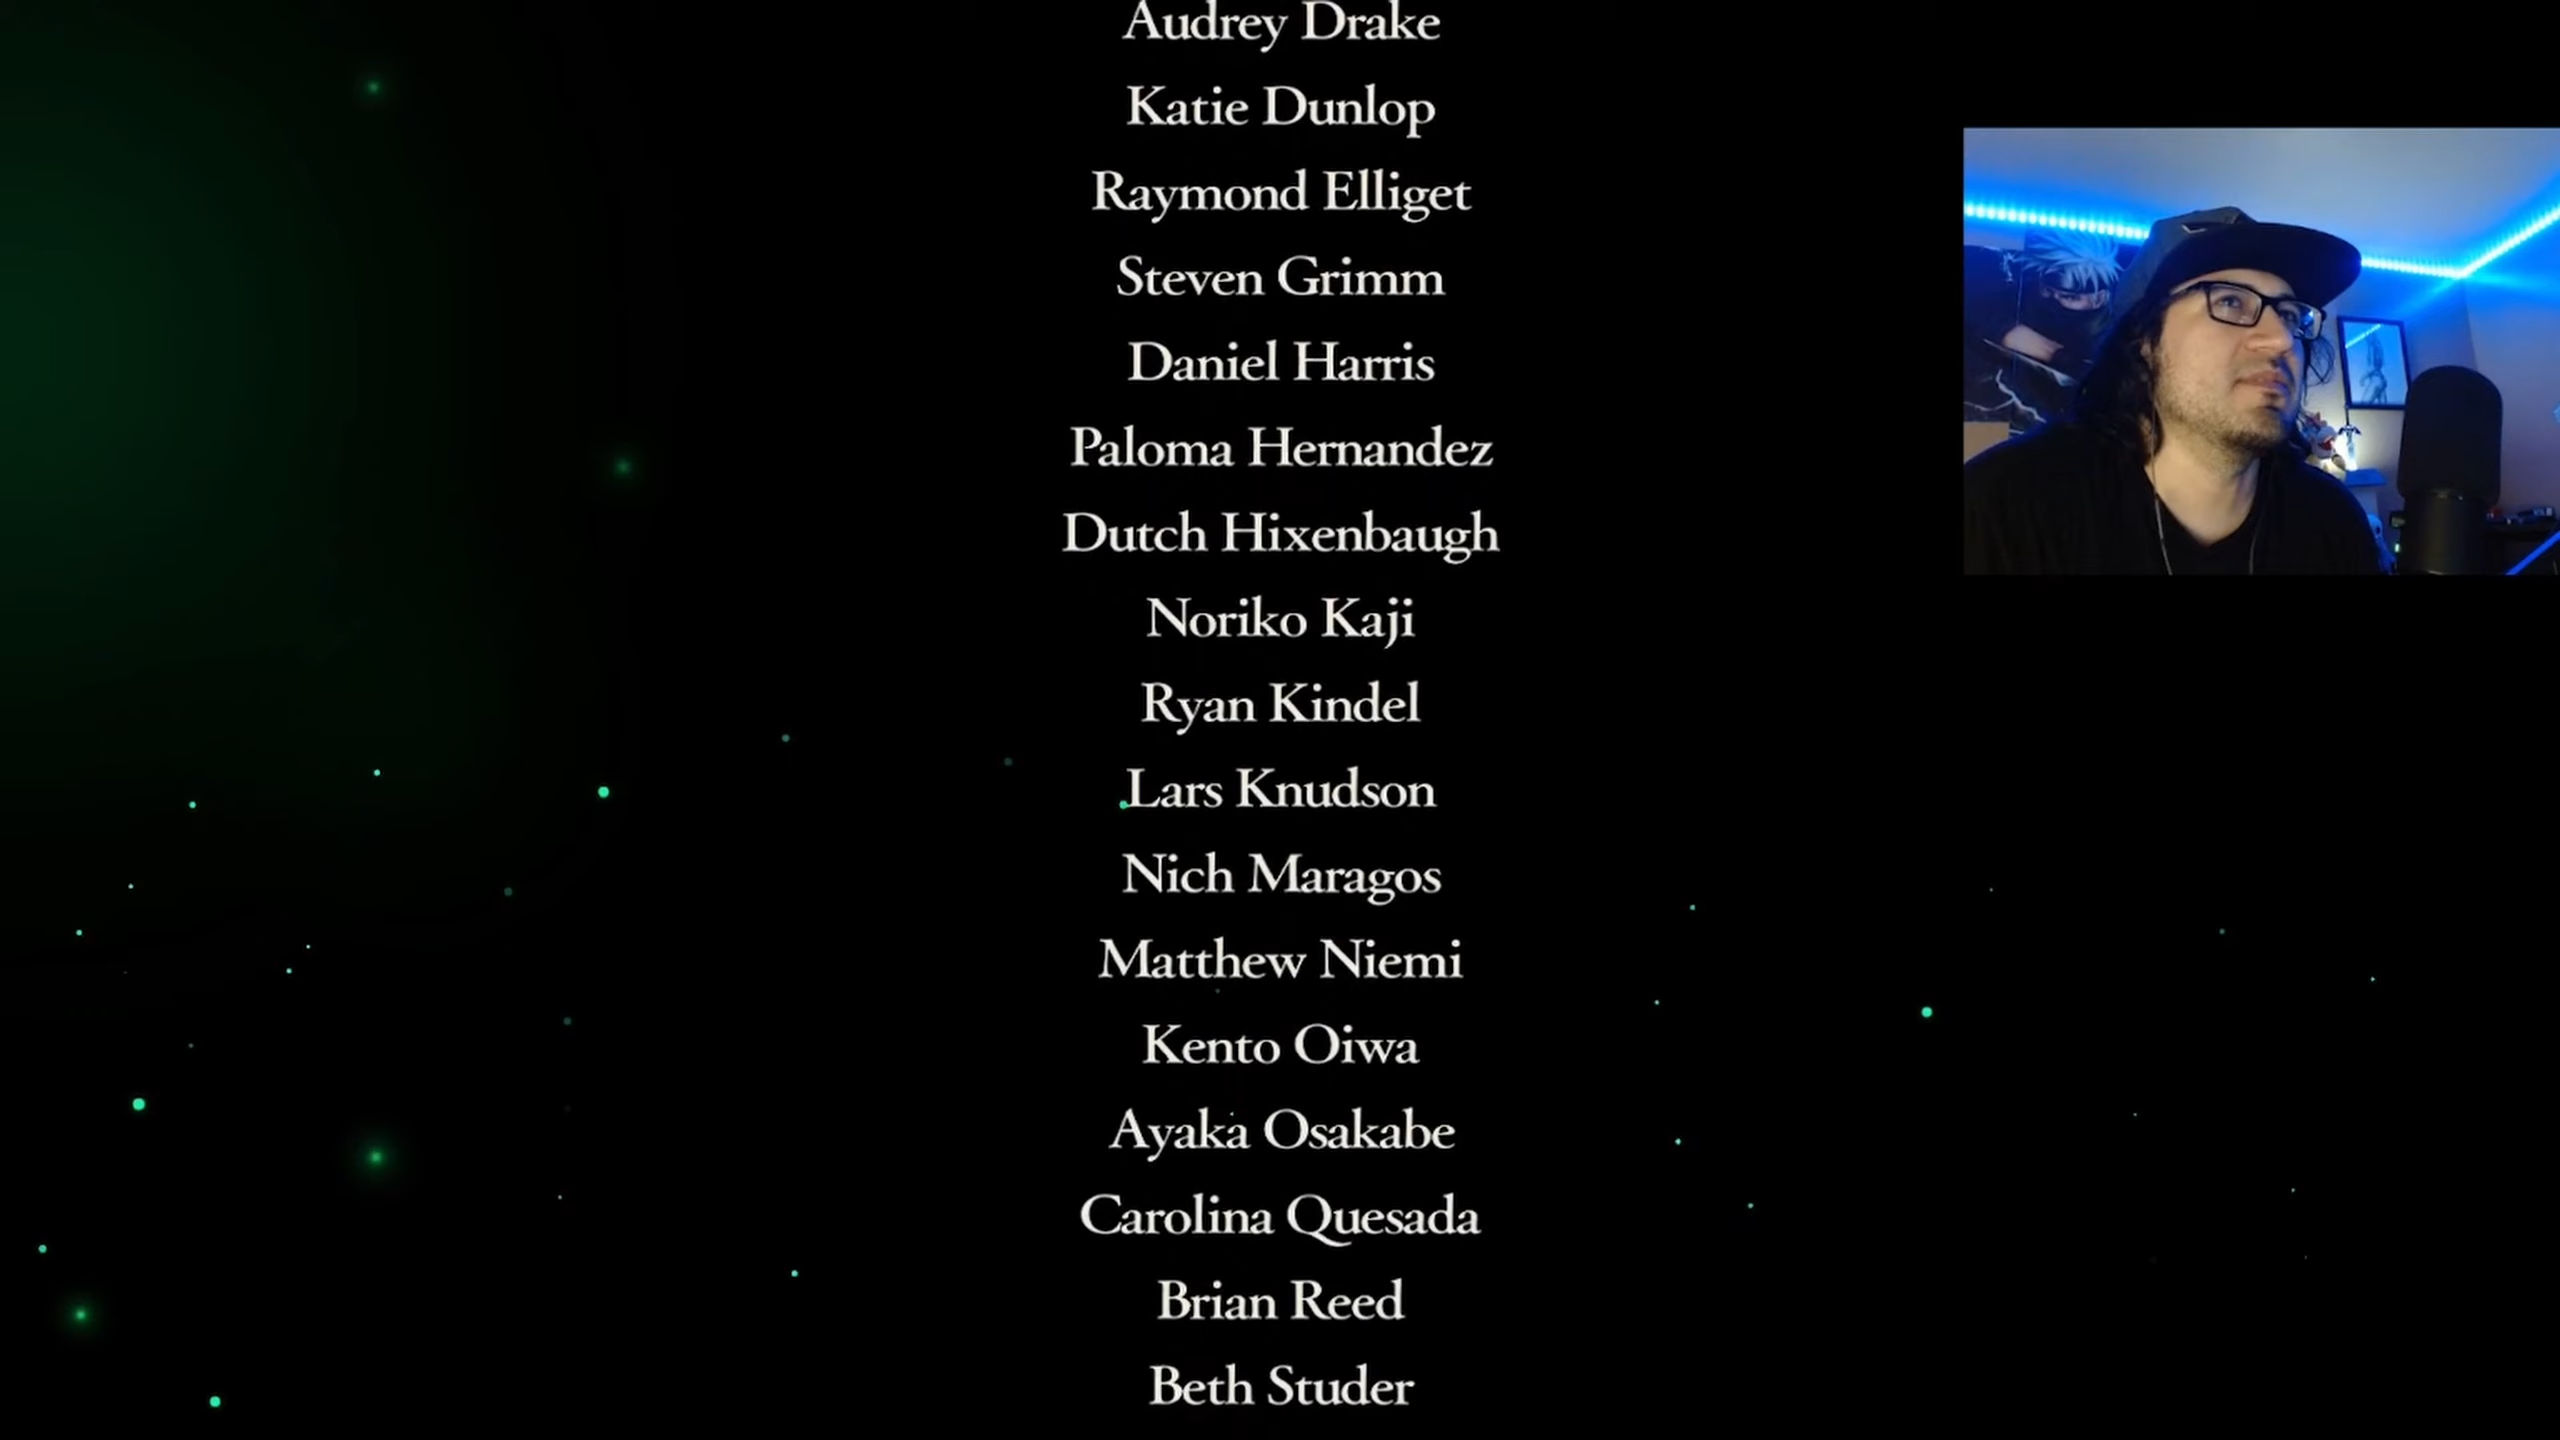 Audrey Drake
Katie Dunlop
Raymond Elliget
Steven Grimm
Daniel Harris
Paloma Hernandez
Dutch Hixenbaugh
Noriko Kaji
Ryan Kindel
Lars Knudson
Nich Maragos
Matthew Niemi
Kento Oiwa
Ayaka Osakabe
Carolina Quesada
Brian Reed
Beth Studer